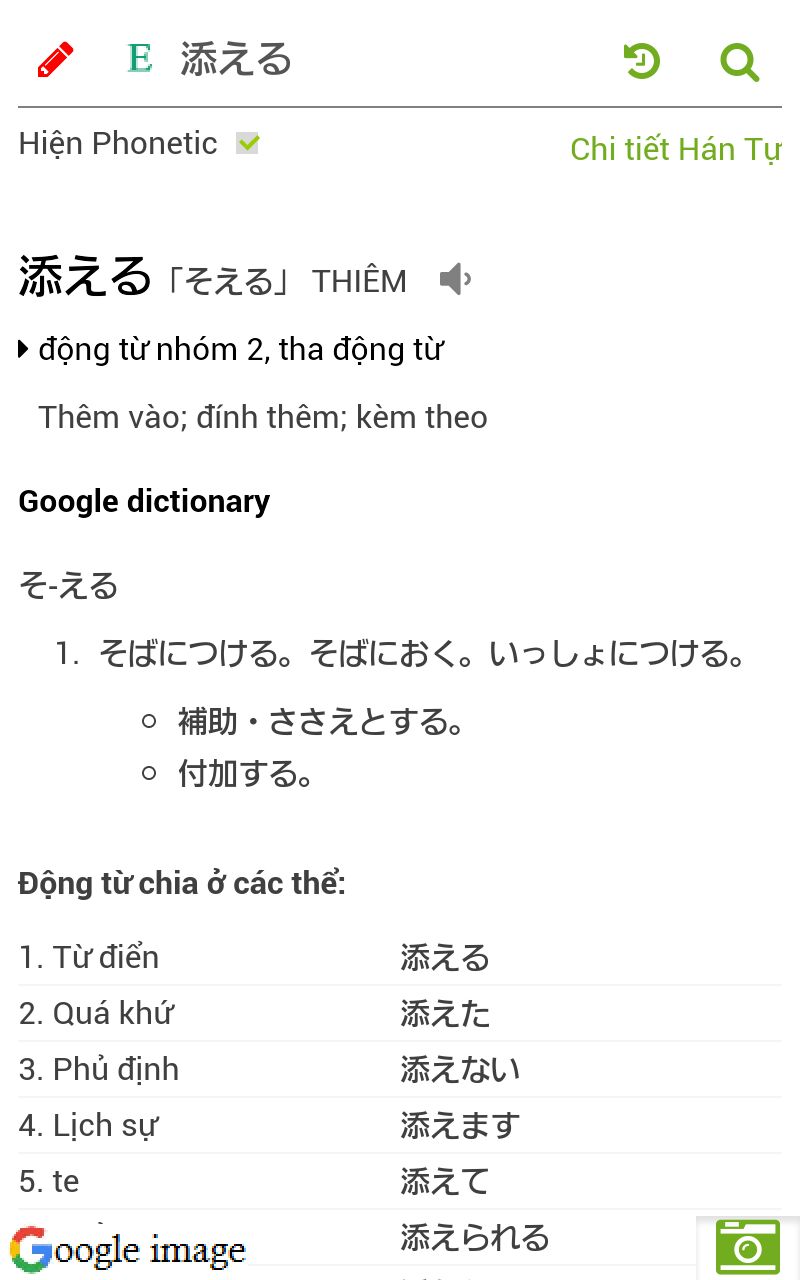 E 添える
Hiện Phonetic
Chi tiết Hán Tự
添える「そえる」 THIÊM
động từ nhóm 2, tha động từ
Thêm vào; đính thêm; kèm theo
Google dictionary
そ-える
1. そばにつける。そばにおく。いっしょにつける。
補助・ささえとする。
付加する。
Động từ chia ở các thể:
1. Từ điển 添える
2. Quá khứ 添えた
3. Phủ định 添えない
4. Lịch sự 添えます
5. te 添えて
添えられる
Google image